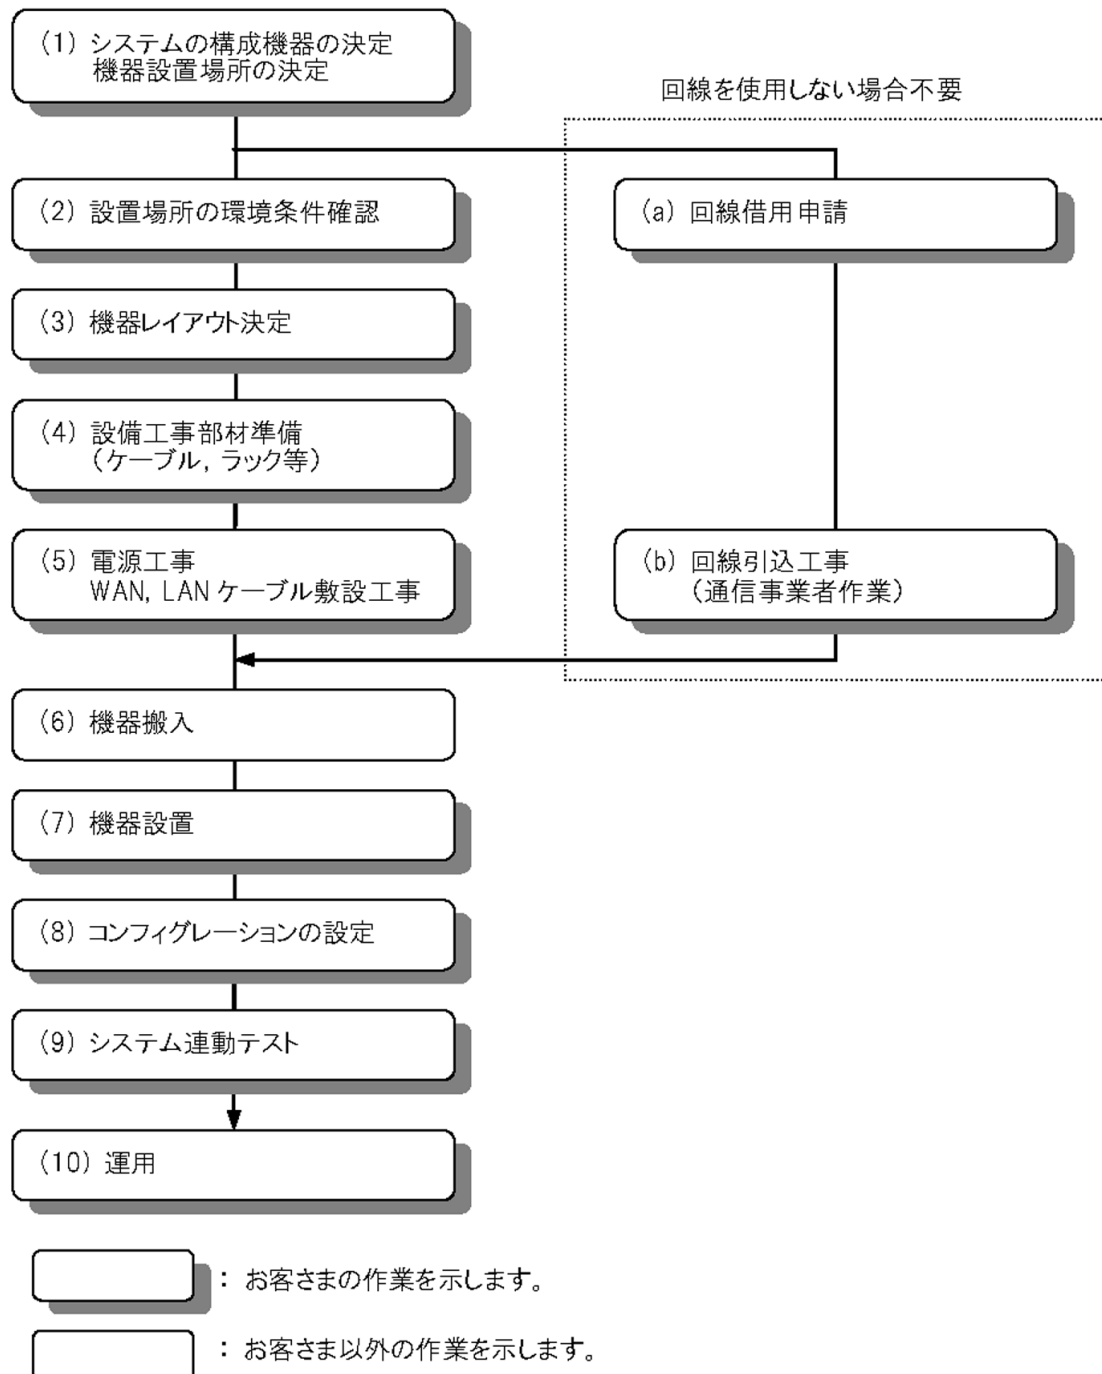 (1) システムの構成機器の決定
機器設置場所の決定
回線を使用しない場合不要
(2) 設置場所の環境条件確認
(a) 回線借用申請
(3) 機器レイアウト決定
(4) 設備工事部材準備
(ケーブル, ラック等)
(5) 電源工事
WAN, LAN ケーブル敷設工事
(b) 回線引込工事
(通信事業者作業)
(6) 機器搬入
(7) 機器設置
(8) コンフィグレーションの設定
(9) システム連動テスト
(10) 運用
: お客さまの作業を示します。
: お客さま以外の作業を示します。